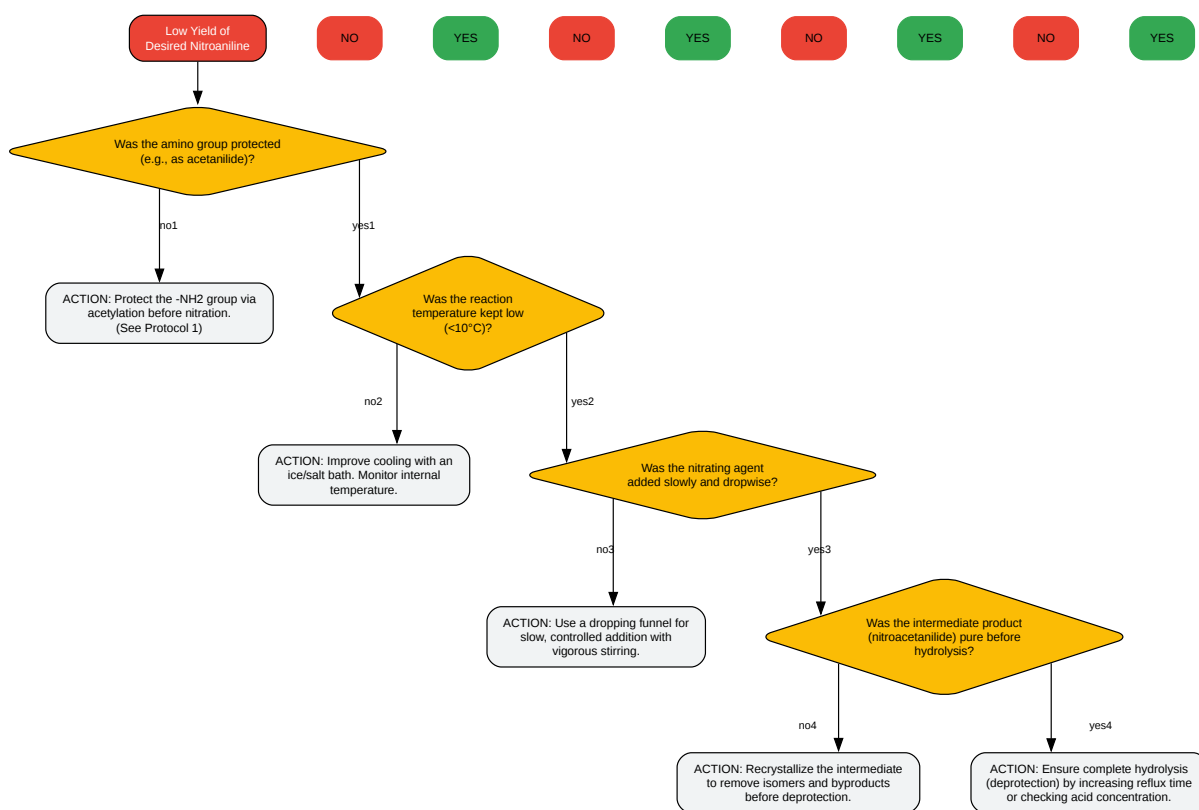 Low Yield of
Desired Nitroaniline
NO
YES
NO
YES
NO
YES
NO
YES
Was the amino group protected
(e.g., as acetanilide)?
no1
yes1
ACTION: Protect the -NH2 group via
acetylation before nitration.
(See Protocol 1)
Was the reaction
temperature kept low
(<10°C)?
no2
yes2
ACTION: Improve cooling with an
ice/salt bath. Monitor internal
temperature.
Was the nitrating agent
added slowly and dropwise?
no3
yes3
ACTION: Use a dropping funnel for
slow, controlled addition with
vigorous stirring.
Was the intermediate product
(nitroacetanilide) pure before
hydrolysis?
no4
yes4
ACTION: Recrystallize the intermediate
to remove isomers and byproducts
before deprotection.
ACTION: Ensure complete hydrolysis
(deprotection) by increasing reflux time
or checking acid concentration.